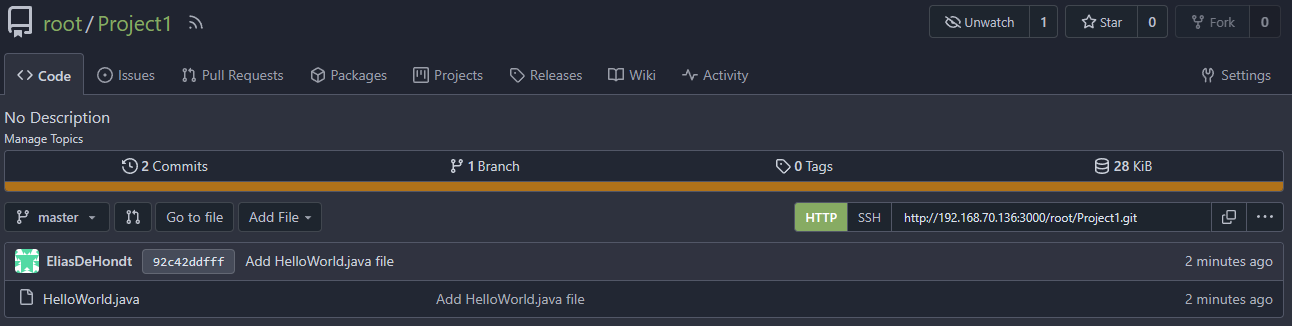 root / Project1 Unwatch 1 Star 0 Fork 0
Code Issues Pull Requests Packages Projects Releases Wiki Activity Settings
No Description
Manage Topics
2 Commits 1 Branch 0 Tags 28 KiB
master Go to file Add File HTTP SSH http://192.168.70.136:3000/root/Project1.git
EliasDeHondt 92c42ddfff Add HelloWorld.java file 2 minutes ago
HelloWorld.java Add HelloWorld.java file 2 minutes ago